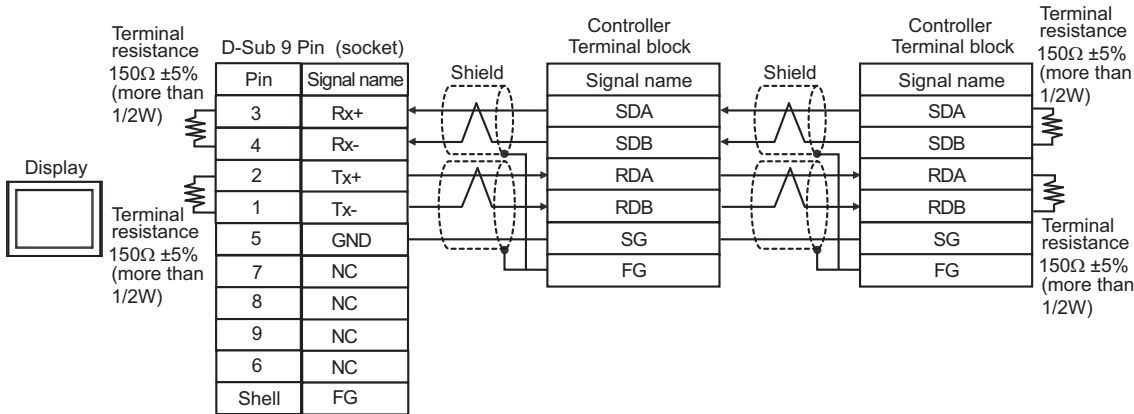 Terminal
resistance
150Ω ±5%
(more than
1/2W)
D-Sub 9 Pin (socket)
Pin Signal name
3 Rx+
4 Rx-
2 Tx+
1 Tx-
5 GND
7 NC
8 NC
9 NC
6 NC
Shell FG
Display
Terminal
resistance
150Ω ±5%
(more than
1/2W)
Shield
Controller
Terminal block
Signal name
SDA
SDB
RDA
RDB
SG
FG
Shield
Controller
Terminal block
Signal name
SDA
SDB
RDA
RDB
SG
FG
Terminal
resistance
150Ω ±5%
(more than
1/2W)
Terminal
resistance
150Ω ±5%
(more than
1/2W)